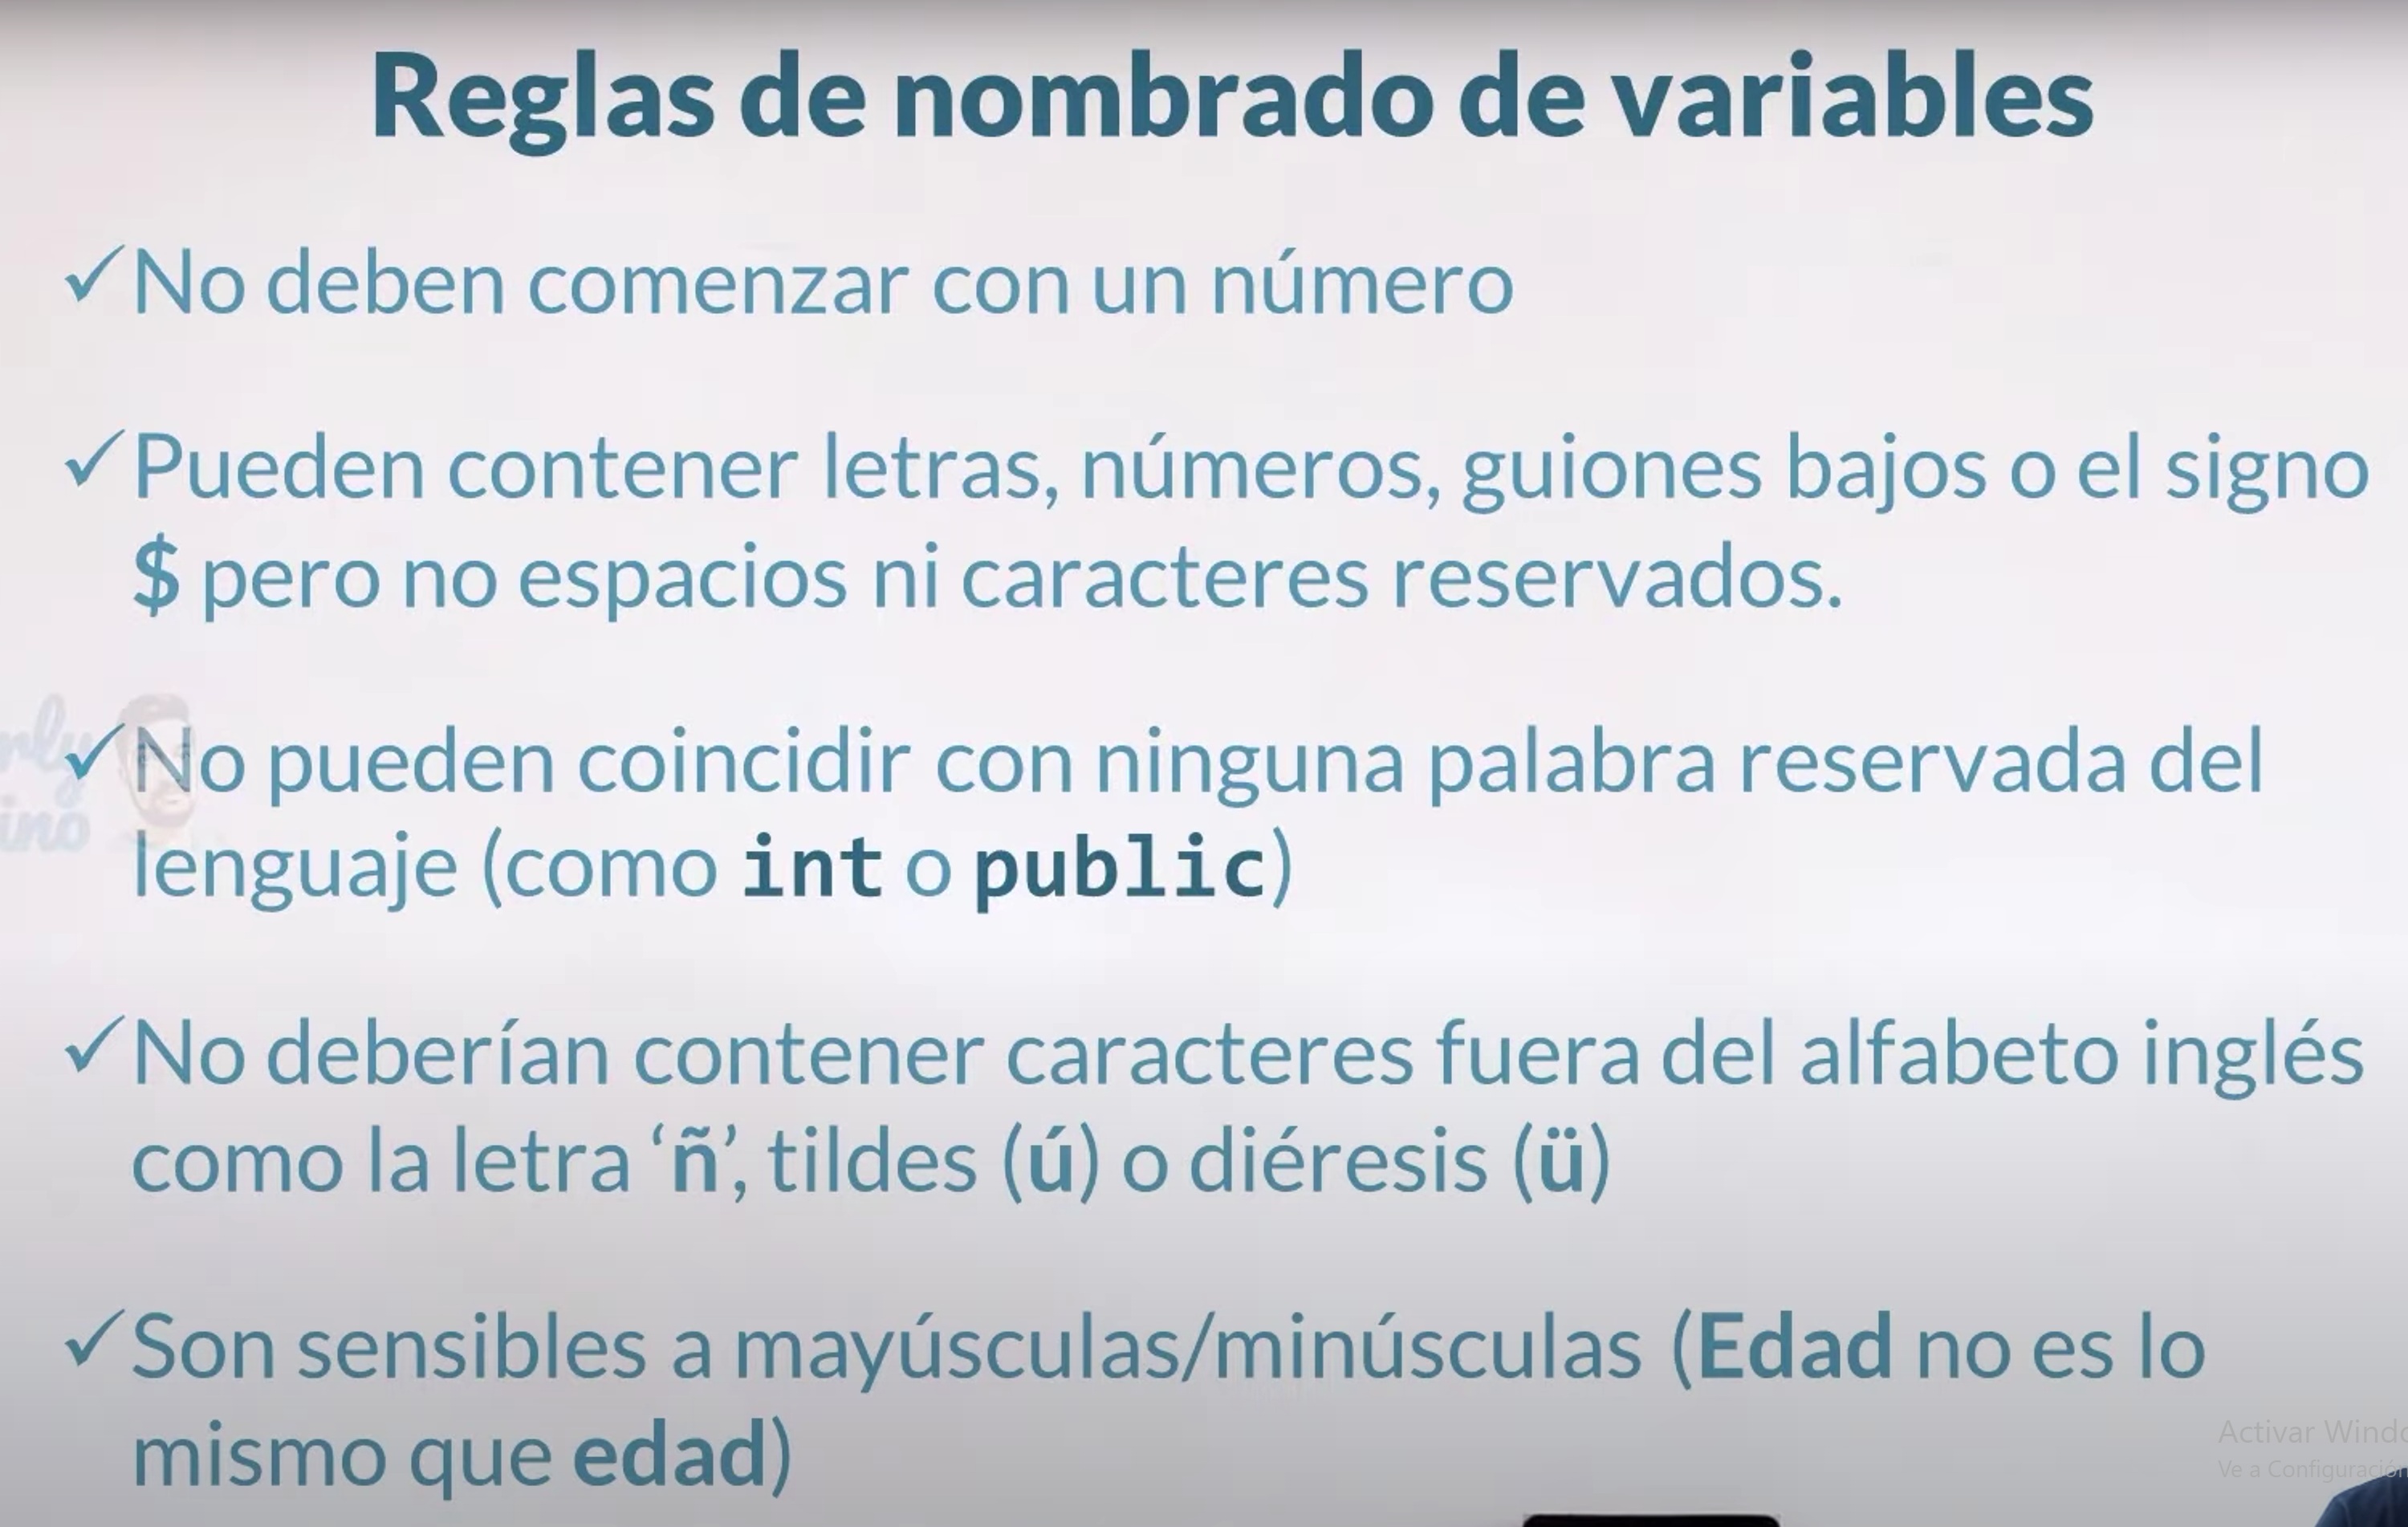 Reglas de nombrado de variables
✓No deben comenzar con un número
✓Pueden contener letras, números, guiones bajos o el signo
$ pero no espacios ni caracteres reservados.
✓No pueden coincidir con ninguna palabra reservada del
lenguaje (como int o public)
✓No deberían contener caracteres fuera del alfabeto inglés
como la letra ‘ñ’, tildes (ú) o diéresis (ü)
✓Son sensibles a mayúsculas/minúsculas (Edad no es lo
mismo que edad)
Activar
Ve a